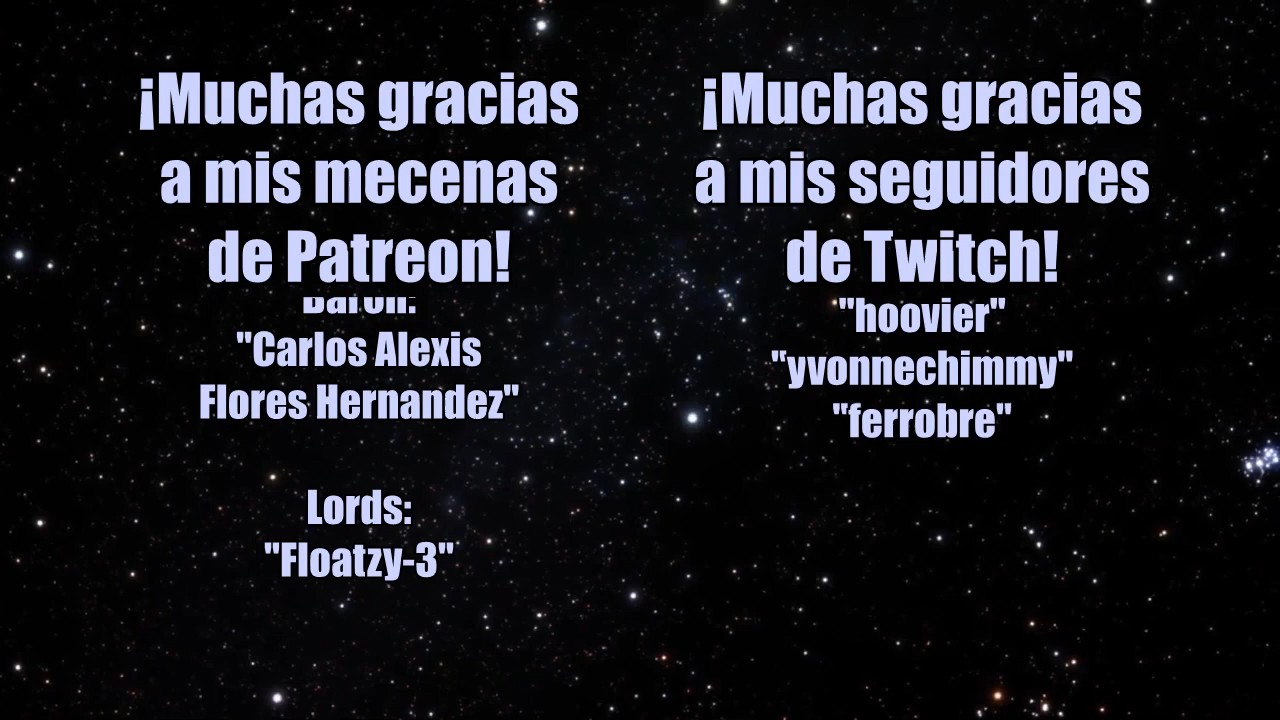 ¡Muchas gracias
a mis mecenas
de Patreon!
Baron:
"Carlos Alexis
Flores Hernandez"
Lords:
"Floatzy-3"
¡Muchas gracias
a mis seguidores
de Twitch!
"hoovier"
"yvonnechimmy"
"ferrobre"